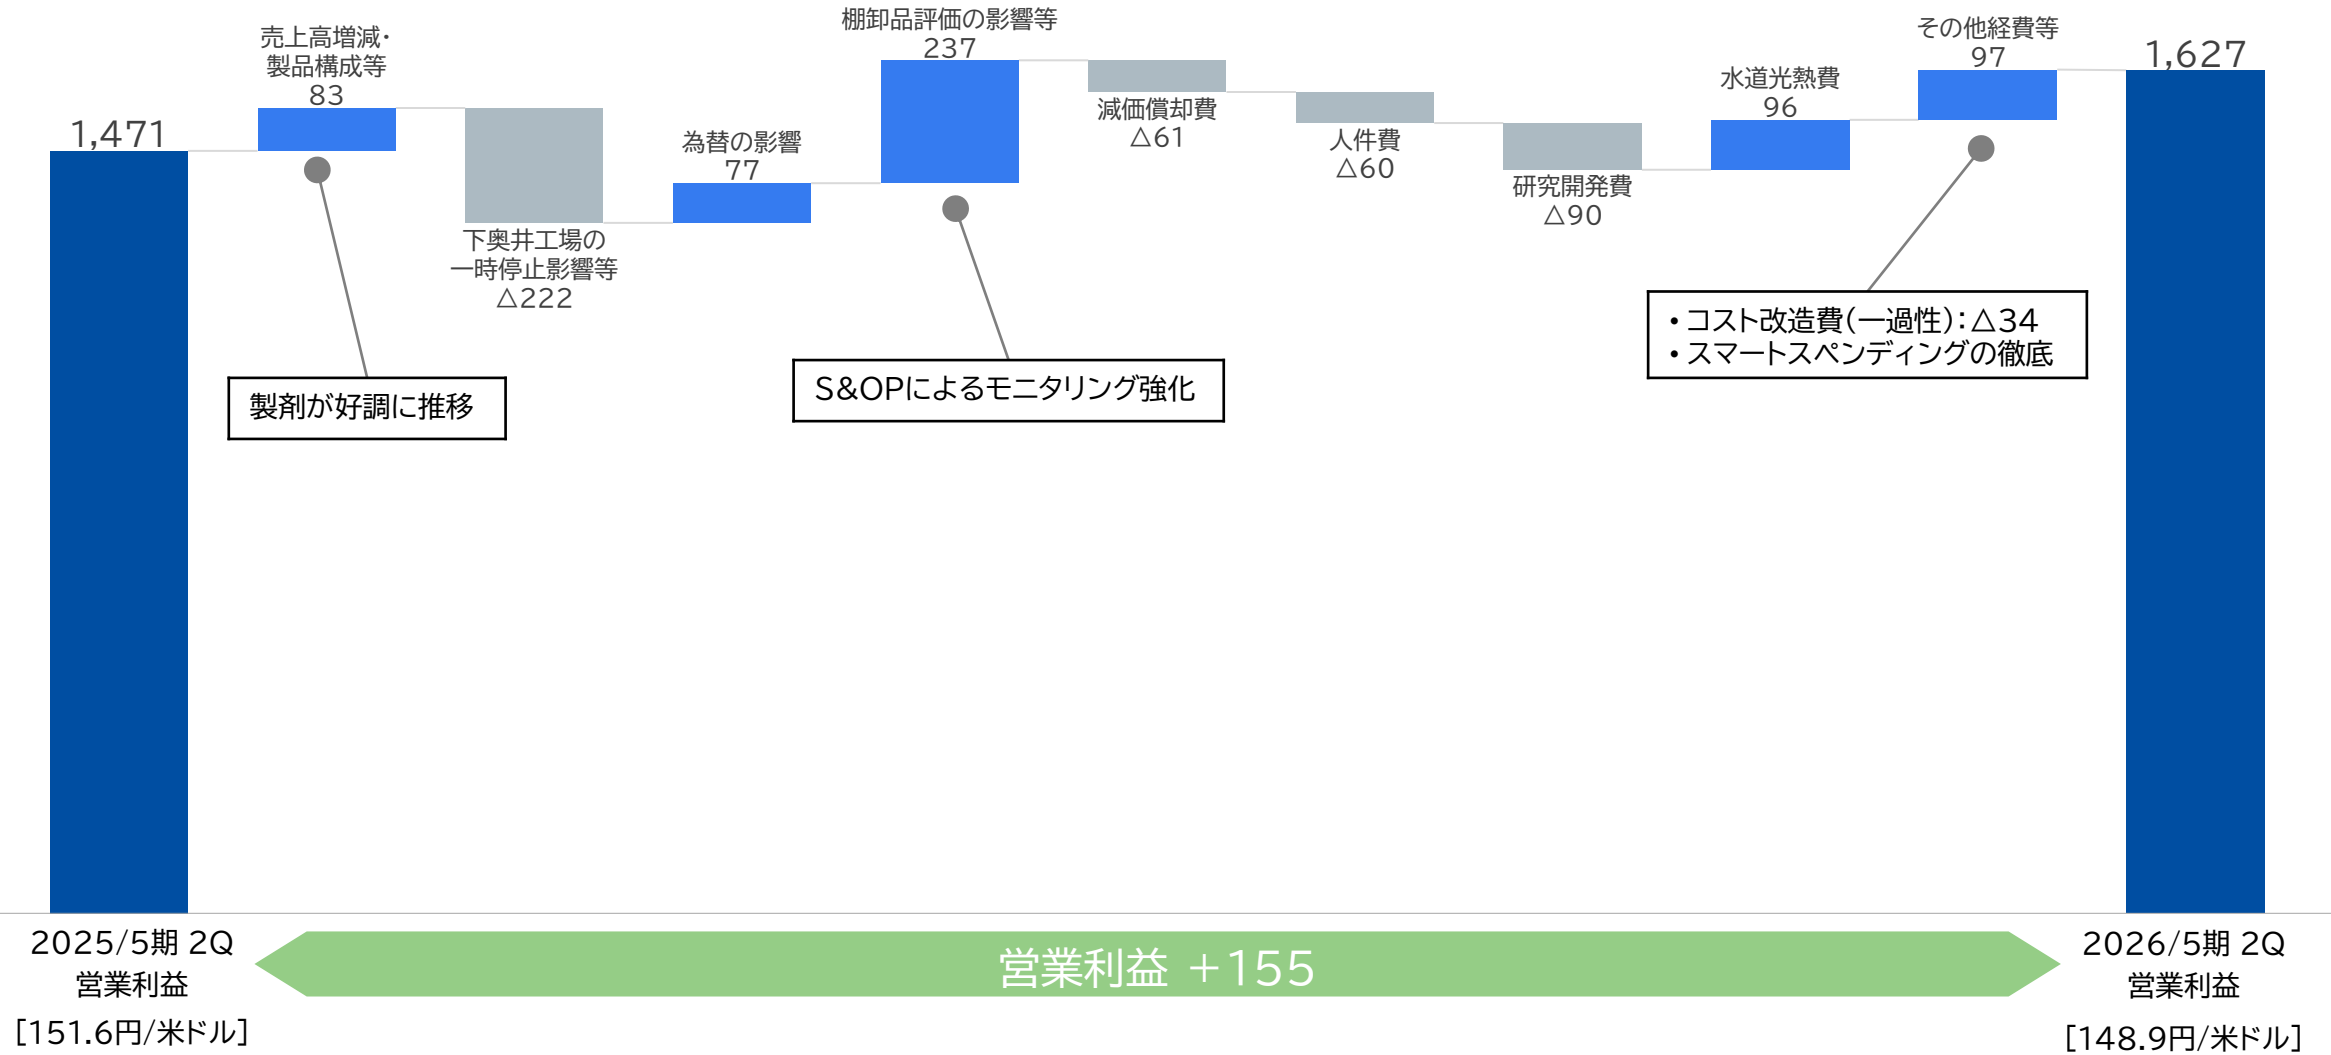 1,471
売上高増減・
製品構成等
83
下奥井工場の
一時停止影響等
△222
為替の影響
77
棚卸品評価の影響等
237
減価償却費
△61
人件費
△60
研究開発費
△90
水道光熱費
96
その他経費等
97
1,627
製剤が好調に推移
S&OPによるモニタリング強化
・コスト改造費(一過性)：△34
・スマートスペンディングの徹底
2025/5期 2Q
営業利益
[151.6円/米ドル]
営業利益 +155
2026/5期 2Q
営業利益
[148.9円/米ドル]